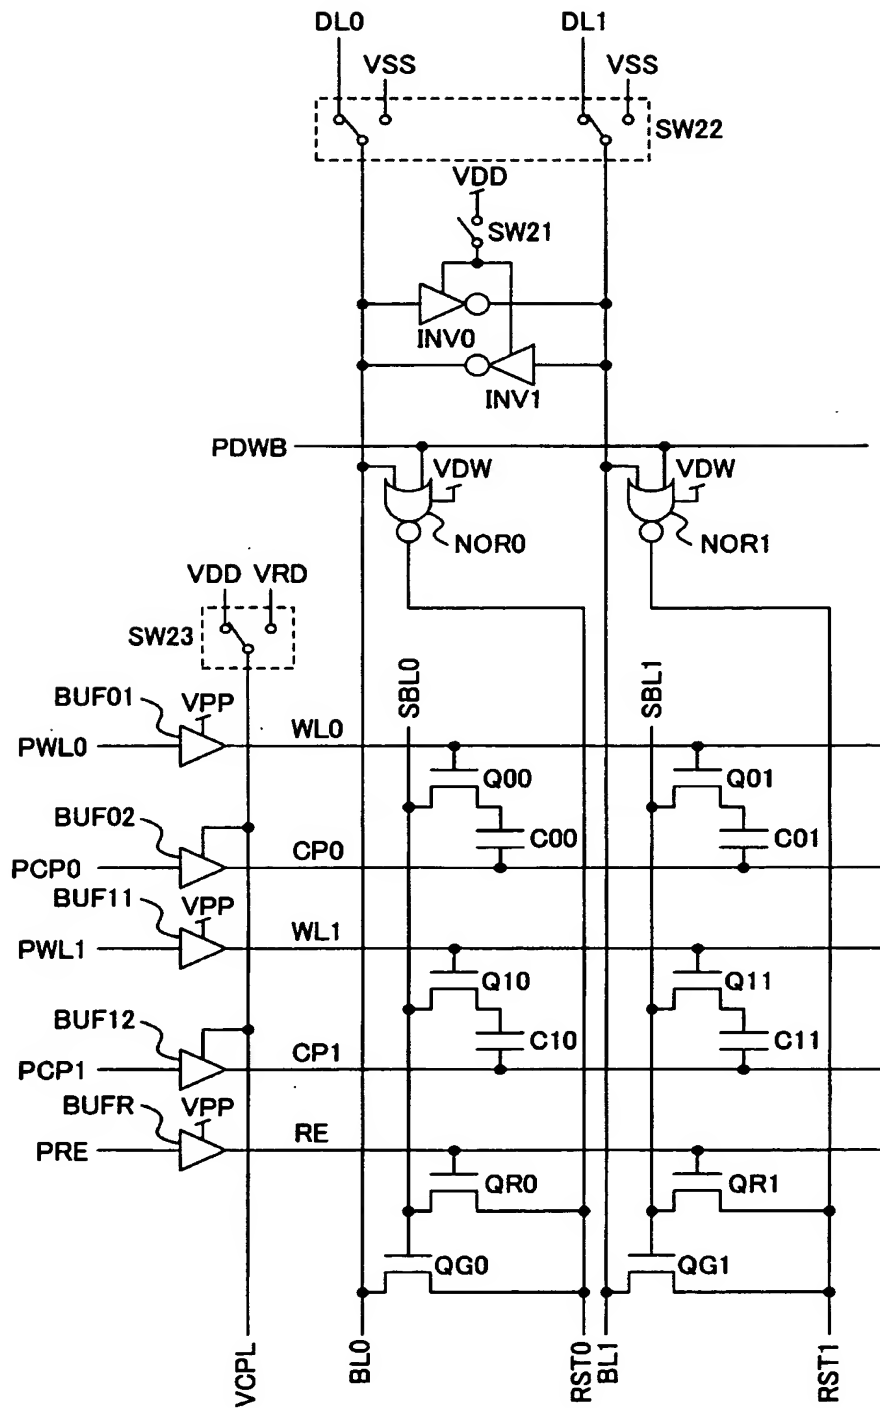 DL0 DL1
VSS VSS
SW22
VDD
SW21
INV0
INV1
PDWB
VDW VDW
NOR0 NOR1
VDD VRD
SW23
SBL0 SBL1
BUF01 VPP
PWL0 WL0
Q00 Q01
BUF02
C00 C01
PCP0 CP0
BUF11 VPP
PWL1 WL1
Q10 Q11
BUF12
C10 C11
PCP1 CP1
BUFR VPP
PRE RE
QR0 QR1
QG0 QG1
VCPL BL0 RST0 BL1 RST1